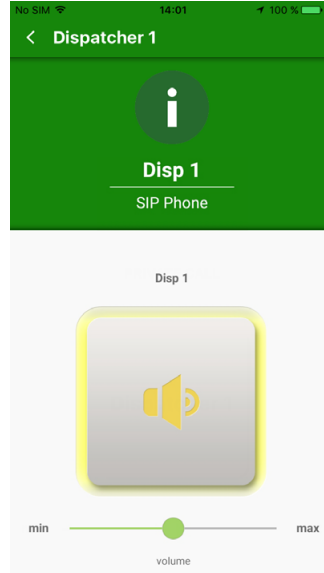 No SIM 14:01 100 %
Dispatcher 1
i
Disp 1
SIP Phone
Disp 1
min max
volume